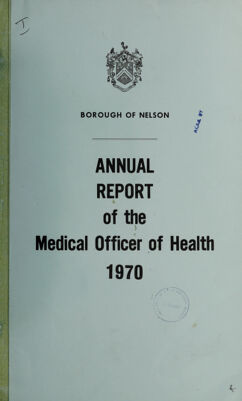 I
BOROUGH OF NELSON
ANNUAL
REPORT
of the
Medical Officer of Health
1970